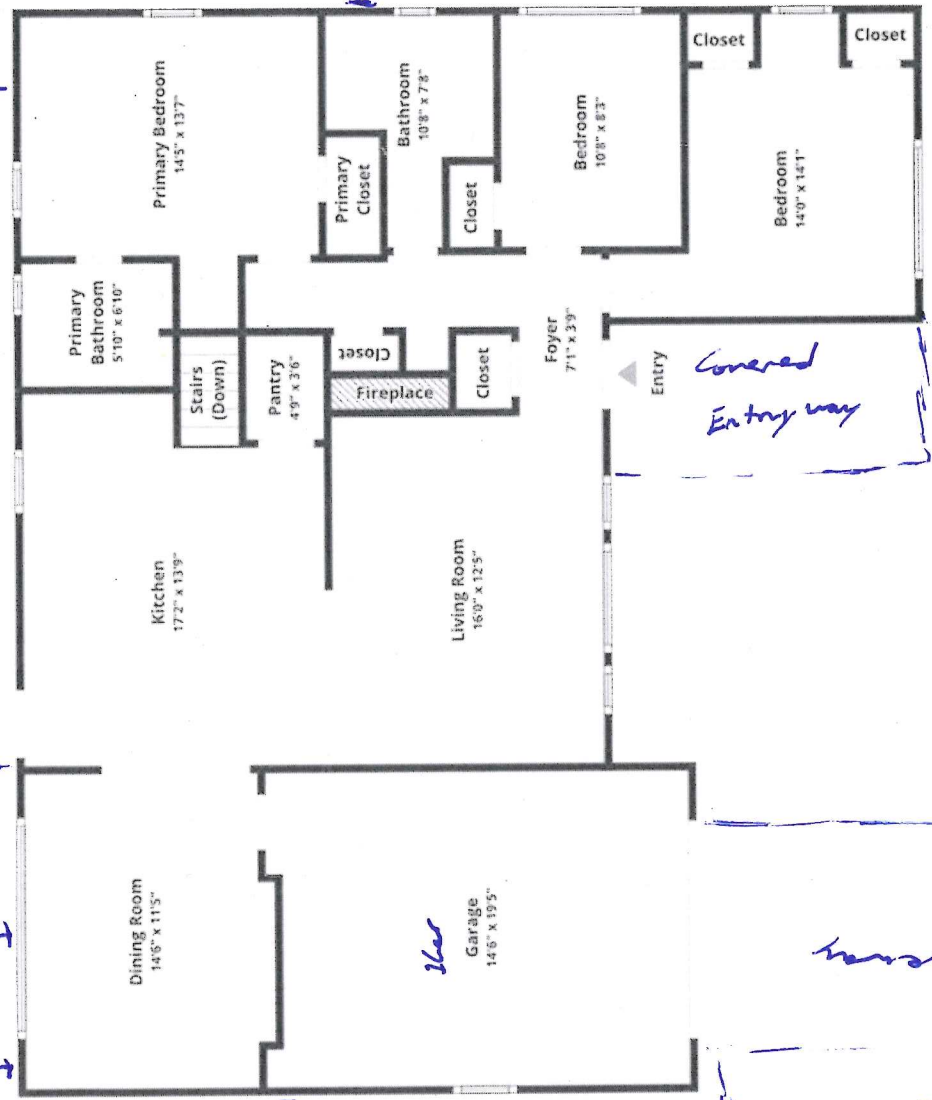 Primary Bedroom
14'5" x 13'7"
Bathroom
10'8" x 7'8"
Bedroom
10'8" x 8'3"
Closet
Closet
Bedroom
14'0" x 14'1"
Primary
Closet
Closet
Primary
Bathroom
5'10" x 6'10"
Stairs
(Down)
Pantry
4'9" x 3'6"
Closet
Fireplace
Closet
Foyer
7'1" x 3'9"
Entry
Covered
Entryway
Kitchen
17'2" x 13'9"
Living Room
16'0" x 12'5"
Dining Room
14'6" x 11'5"
Garage
14'6" x 19'5"